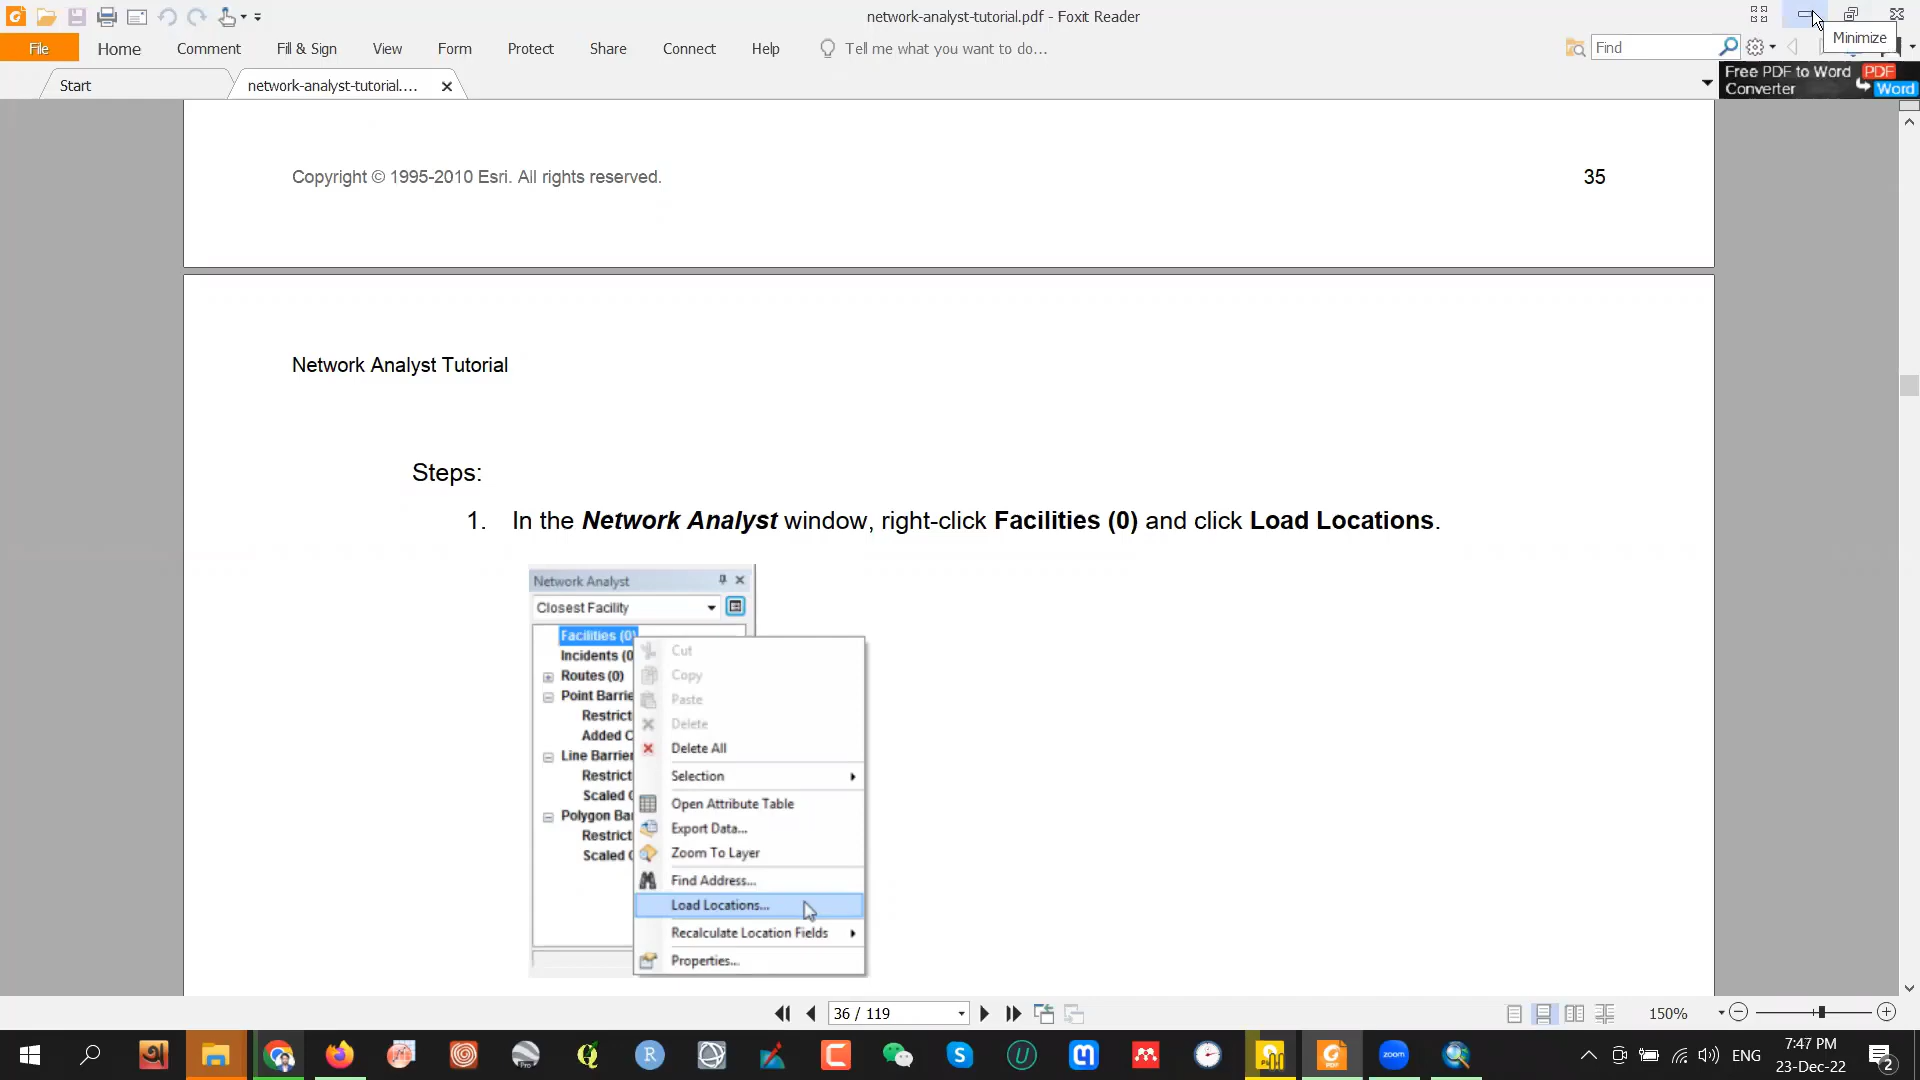 network-analyst-tutorial.pdf - Foxit Reader
Minimize
File Home Comment Fill & Sign View Form Protect Share Connect Help Tell me what you want to do... Find
Start network-analyst-tutorial....
Free PDF to Word Converter PDF Word
Copyright © 1995-2010 Esri. All rights reserved. 35
Network Analyst Tutorial
Steps:
1. In the Network Analyst window, right-click Facilities (0) and click Load Locations.
Network Analyst
Closest Facility
Facilities (0)
Incidents (0
Routes (0)
Point Barrie
Restrict
Added C
Line Barrier
Restrict
Scaled C
Polygon Bar
Restrict
Scaled C
Cut
Copy
Paste
Delete
Delete All
Selection
Open Attribute Table
Export Data...
Zoom To Layer
Find Address...
Load Locations...
Recalculate Location Fields
Properties...
36 / 119 150%
ENG 7:47 PM
23-Dec-22 2